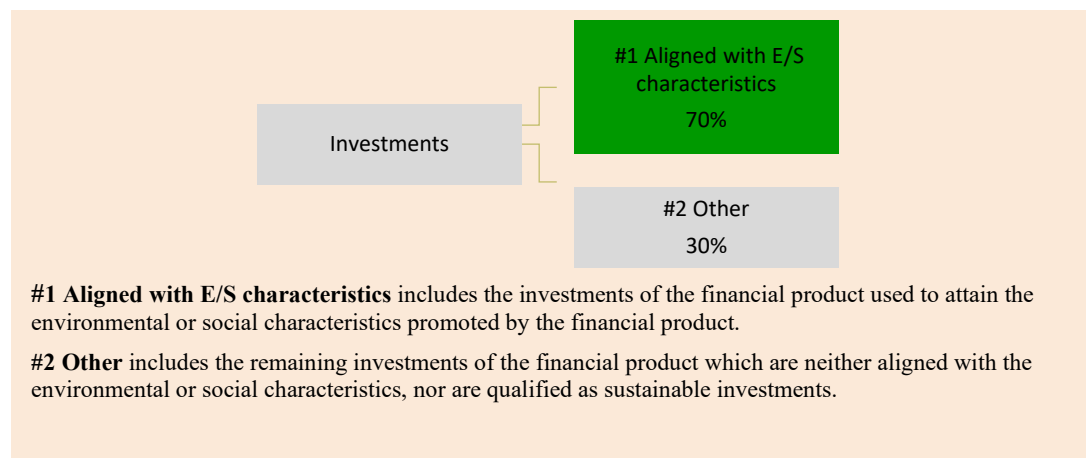 #1 Aligned with E/S
characteristics
70%
Investments
#2 Other
30%
#1 Aligned with E/S characteristics includes the investments of the financial product used to attain the
environmental or social characteristics promoted by the financial product.
#2 Other includes the remaining investments of the financial product which are neither aligned with the
environmental or social characteristics, nor are qualified as sustainable investments.